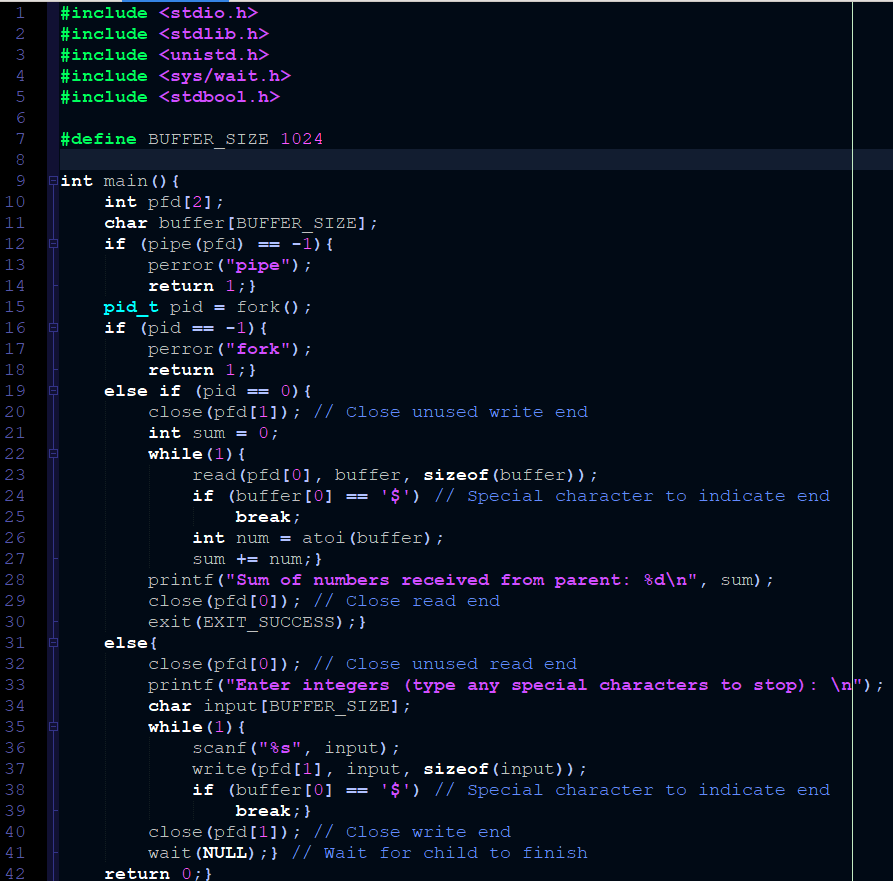 1 #include <stdio.h>
2 #include <stdlib.h>
3 #include <unistd.h>
4 #include <sys/wait.h>
5 #include <stdbool.h>
6
7 #define BUFFER_SIZE 1024
8
9 int main(){
10     int pfd[2];
11     char buffer[BUFFER_SIZE];
12     if (pipe(pfd) == -1){
13         perror("pipe");
14         return 1;}
15     pid_t pid = fork();
16     if (pid == -1){
17         perror("fork");
18         return 1;}
19     else if (pid == 0){
20         close(pfd[1]); // Close unused write end
21         int sum = 0;
22         while(1){
23             read(pfd[0], buffer, sizeof(buffer));
24             if (buffer[0] == '$') // Special character to indicate end
25                 break;
26             int num = atoi(buffer);
27             sum += num;}
28         printf("Sum of numbers received from parent: %d\n", sum);
29         close(pfd[0]); // Close read end
30         exit(EXIT_SUCCESS);}
31     else{
32         close(pfd[0]); // Close unused read end
33         printf("Enter integers (type any special characters to stop): \n");
34         char input[BUFFER_SIZE];
35         while(1){
36             scanf("%s", input);
37             write(pfd[1], input, sizeof(input));
38             if (buffer[0] == '$') // Special character to indicate end
39                 break;}
40         close(pfd[1]); // Close write end
41         wait(NULL);} // Wait for child to finish
42     return 0;}